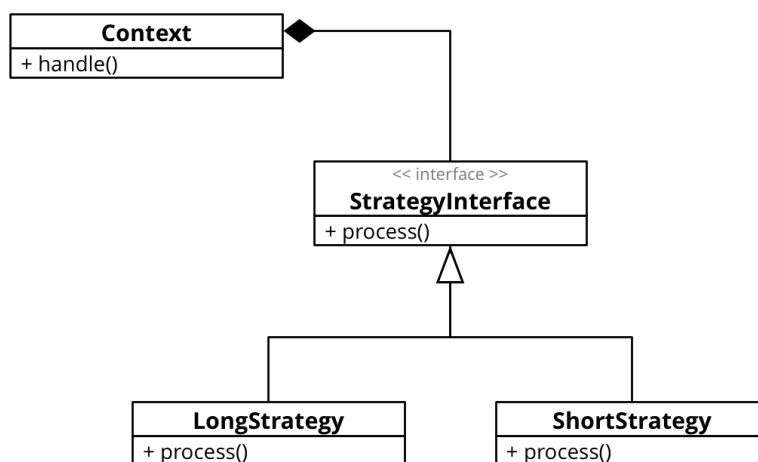 Context
+ handle()
<< interface >>
StrategyInterface
+ process()
LongStrategy
+ process()
ShortStrategy
+ process()